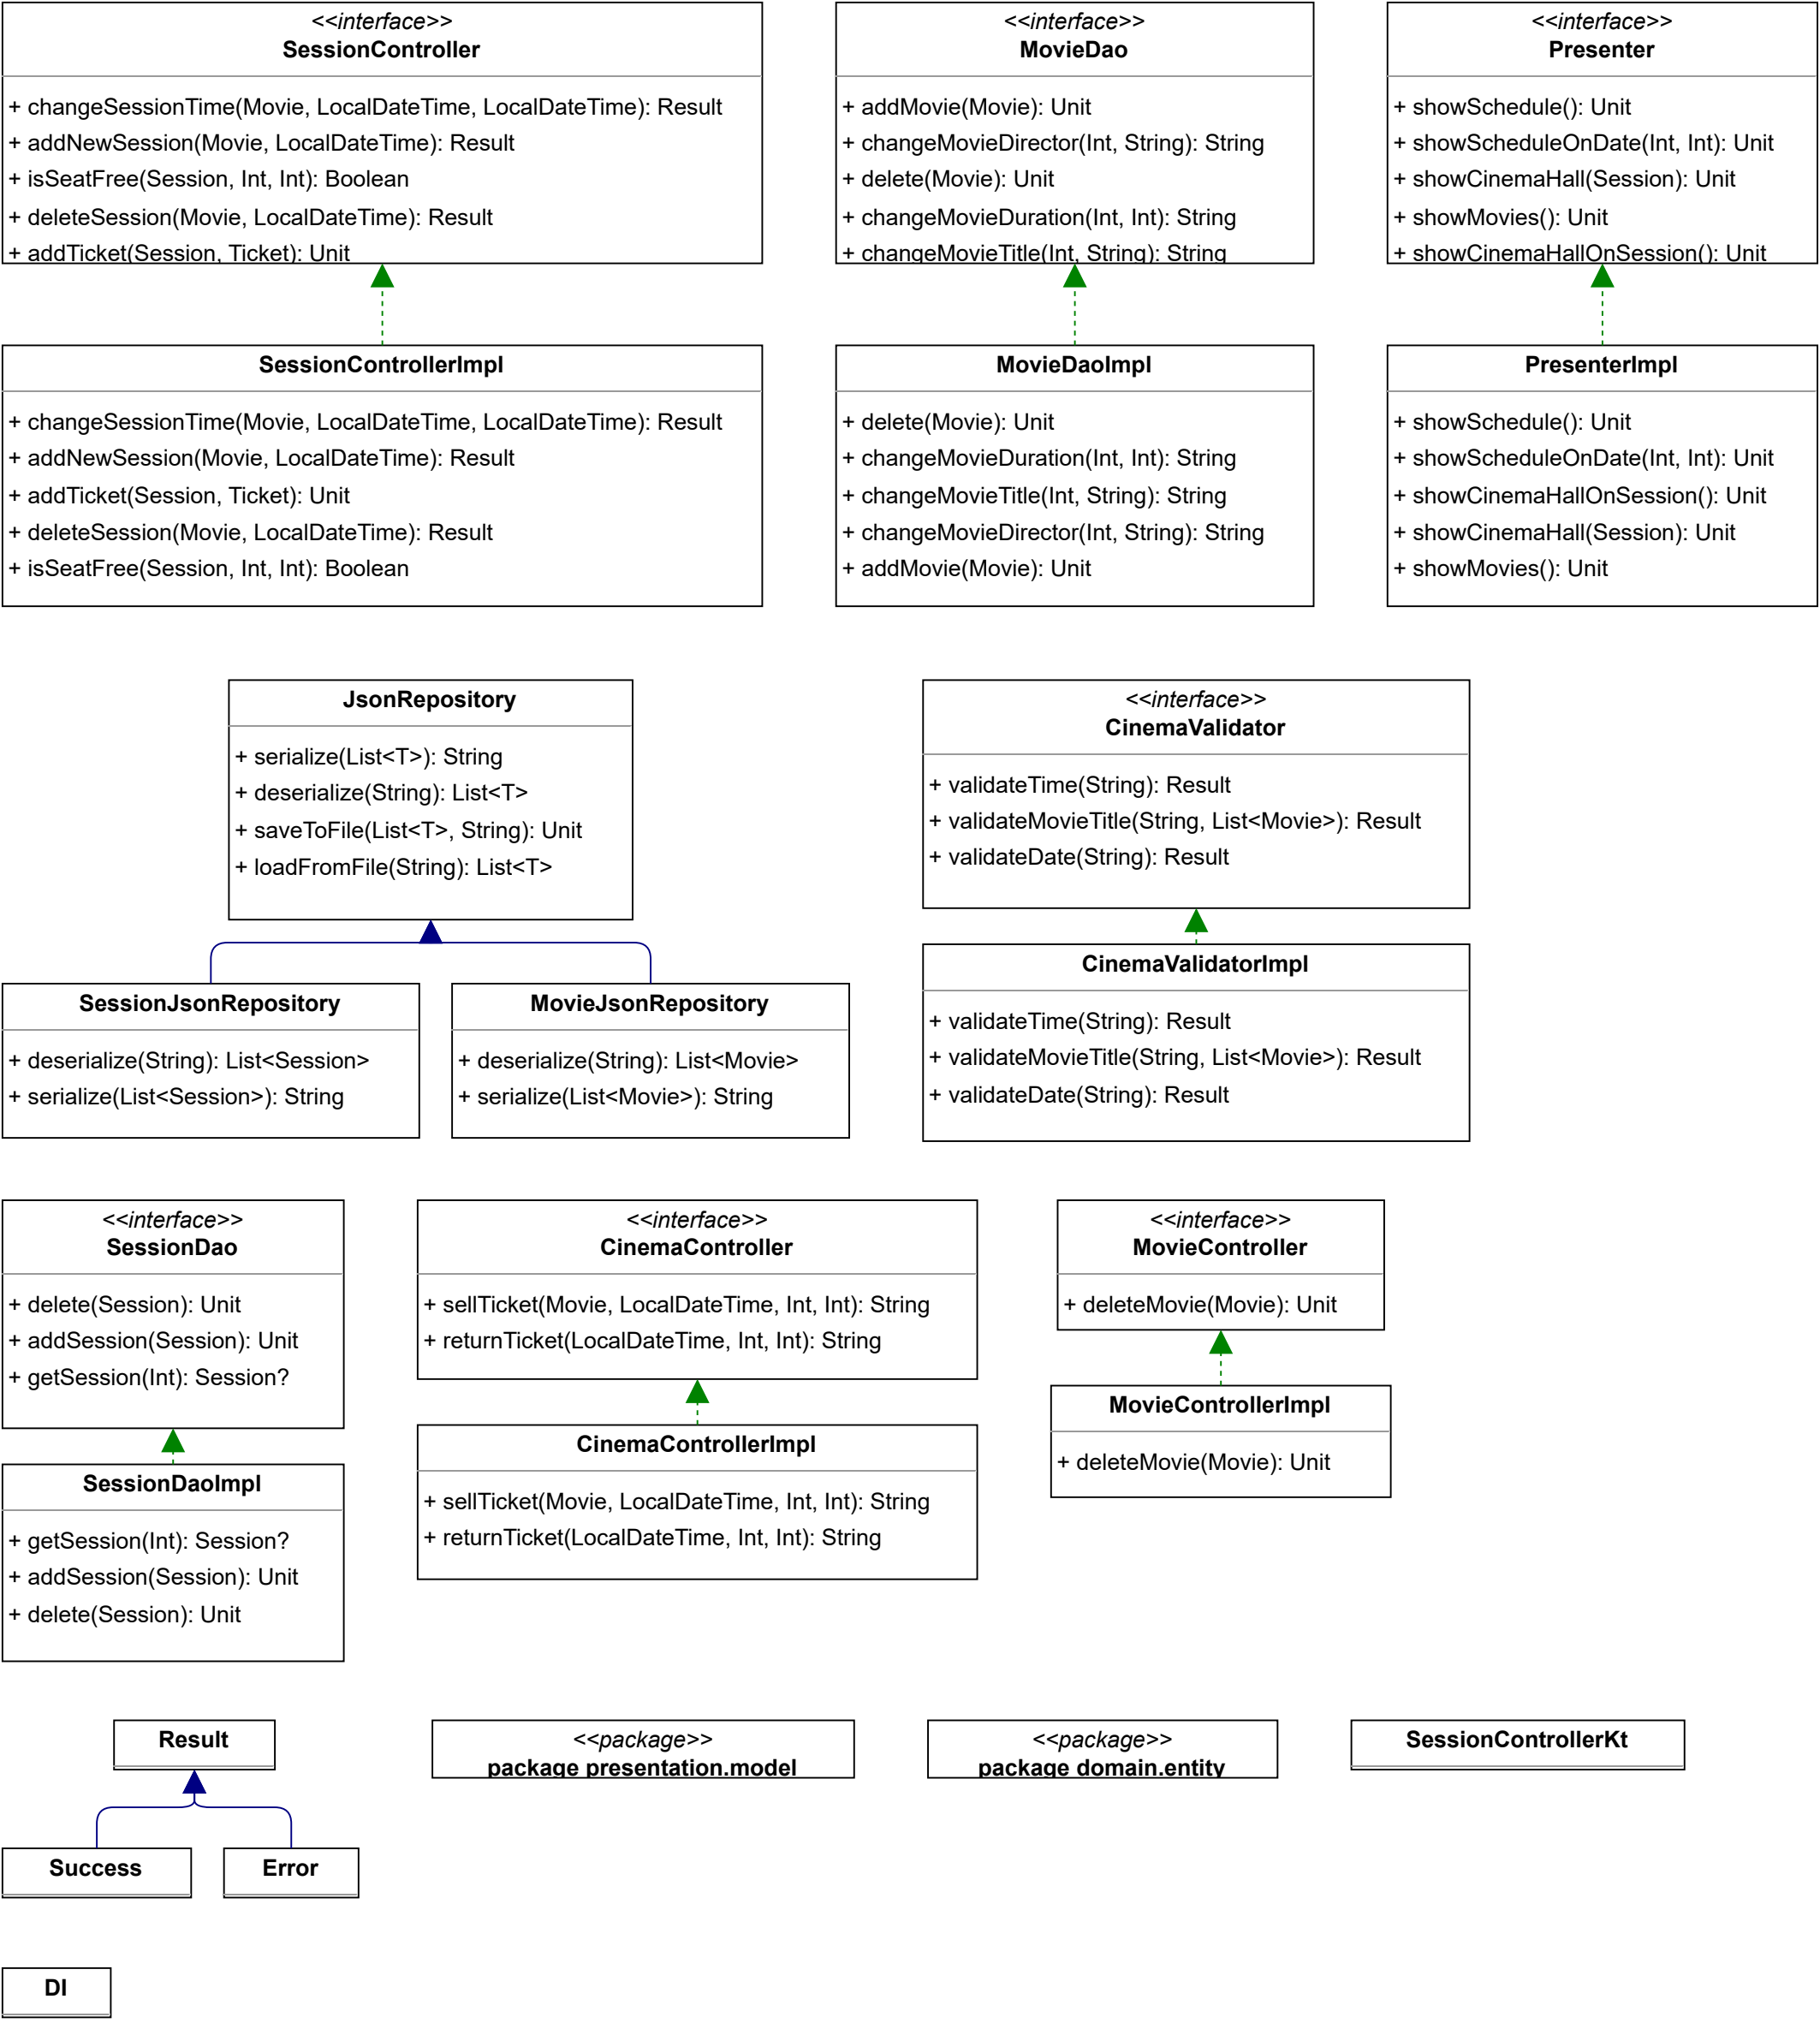 <<interface>>
SessionController
+ changeSessionTime(Movie, LocalDateTime, LocalDateTime): Result
+ addNewSession(Movie, LocalDateTime): Result
+ isSeatFree(Session, Int, Int): Boolean
+ deleteSession(Movie, LocalDateTime): Result
+ addTicket(Session, Ticket): Unit
<<interface>>
MovieDao
+ addMovie(Movie): Unit
+ changeMovieDirector(Int, String): String
+ delete(Movie): Unit
+ changeMovieDuration(Int, Int): String
+ changeMovieTitle(Int, String): String
<<interface>>
Presenter
+ showSchedule(): Unit
+ showScheduleOnDate(Int, Int): Unit
+ showCinemaHall(Session): Unit
+ showMovies(): Unit
+ showCinemaHallOnSession(): Unit
SessionControllerImpl
+ changeSessionTime(Movie, LocalDateTime, LocalDateTime): Result
+ addNewSession(Movie, LocalDateTime): Result
+ addTicket(Session, Ticket): Unit
+ deleteSession(Movie, LocalDateTime): Result
+ isSeatFree(Session, Int, Int): Boolean
MovieDaoImpl
+ delete(Movie): Unit
+ changeMovieDuration(Int, Int): String
+ changeMovieTitle(Int, String): String
+ changeMovieDirector(Int, String): String
+ addMovie(Movie): Unit
PresenterImpl
+ showSchedule(): Unit
+ showScheduleOnDate(Int, Int): Unit
+ showCinemaHallOnSession(): Unit
+ showCinemaHall(Session): Unit
+ showMovies(): Unit
JsonRepository
+ serialize(List<T>): String
+ deserialize(String): List<T>
+ saveToFile(List<T>, String): Unit
+ loadFromFile(String): List<T>
<<interface>>
CinemaValidator
+ validateTime(String): Result
+ validateMovieTitle(String, List<Movie>): Result
+ validateDate(String): Result
SessionJsonRepository
+ deserialize(String): List<Session>
+ serialize(List<Session>): String
MovieJsonRepository
+ deserialize(String): List<Movie>
+ serialize(List<Movie>): String
CinemaValidatorImpl
+ validateTime(String): Result
+ validateMovieTitle(String, List<Movie>): Result
+ validateDate(String): Result
<<interface>>
SessionDao
+ delete(Session): Unit
+ addSession(Session): Unit
+ getSession(Int): Session?
<<interface>>
CinemaController
+ sellTicket(Movie, LocalDateTime, Int, Int): String
+ returnTicket(LocalDateTime, Int, Int): String
<<interface>>
MovieController
+ deleteMovie(Movie): Unit
SessionDaoImpl
+ getSession(Int): Session?
+ addSession(Session): Unit
+ delete(Session): Unit
CinemaControllerImpl
+ sellTicket(Movie, LocalDateTime, Int, Int): String
+ returnTicket(LocalDateTime, Int, Int): String
MovieControllerImpl
+ deleteMovie(Movie): Unit
Result
<<package>>
package presentation.model
<<package>>
package domain.entity
SessionControllerKt
Success
Error
DI